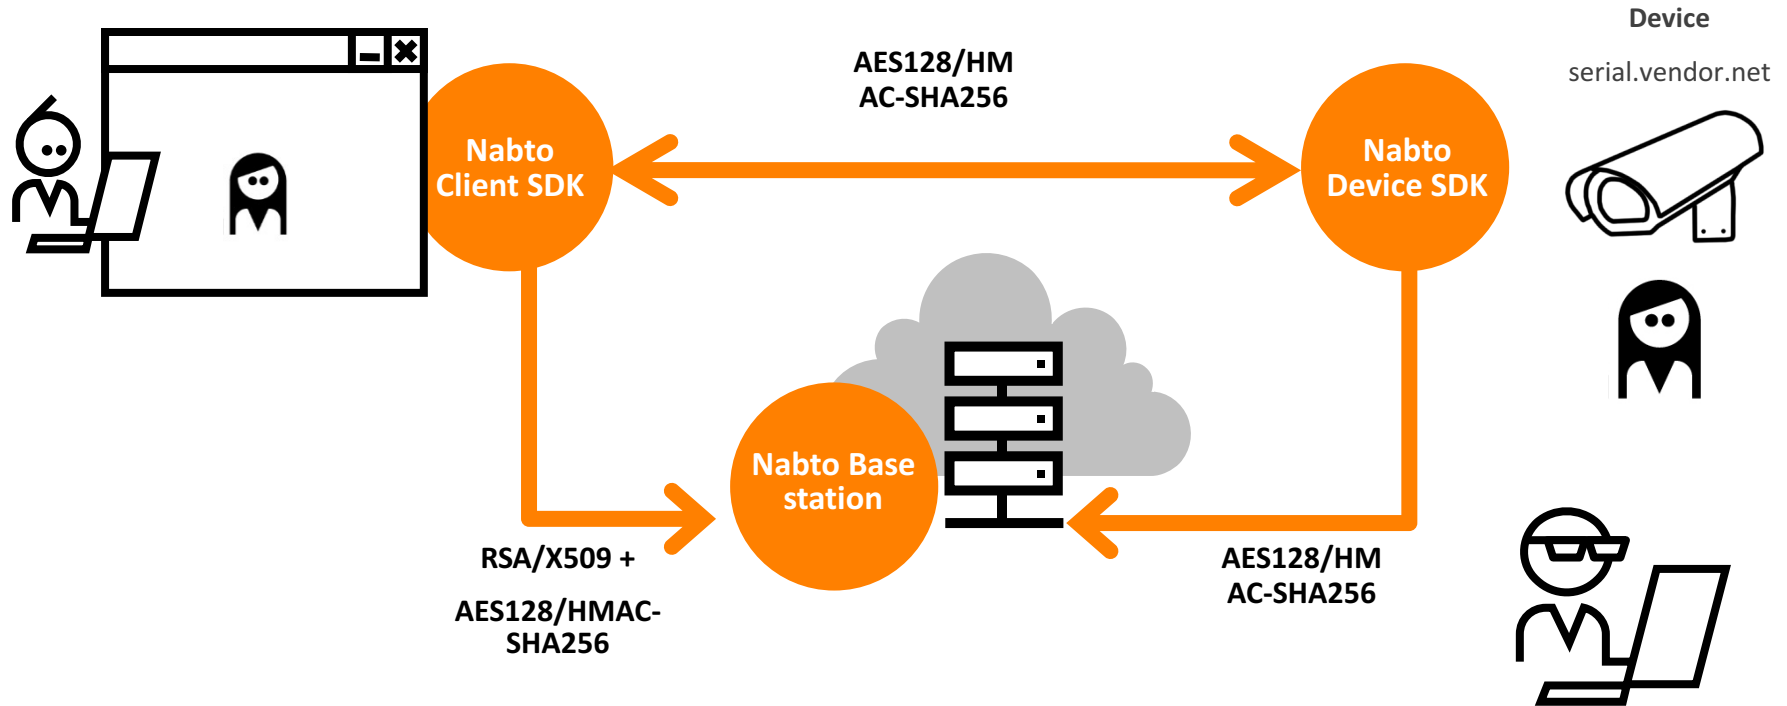 Device
serial.vendor.net
AES128/HM
AC-SHA256
Nabto
Client SDK
Nabto
Device SDK
Nabto Base
station
RSA/X509 +
AES128/HMAC-
SHA256
AES128/HM
AC-SHA256